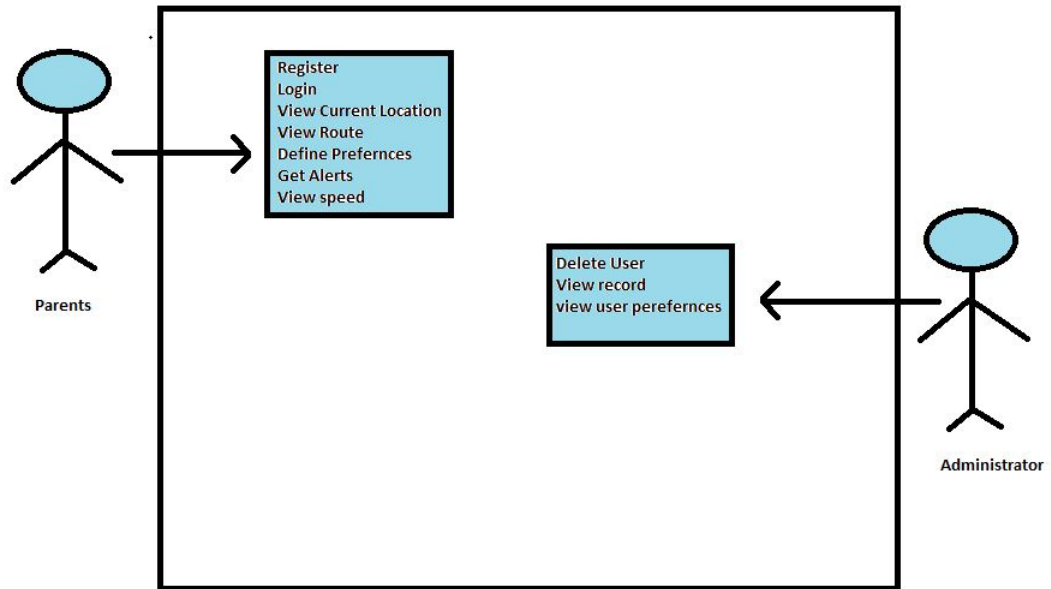 Register
Login
View Current Location
View Route
Define Prefernces
Get Alerts
View speed
Parents
Delete User
View record
view user perefernces
Administrator